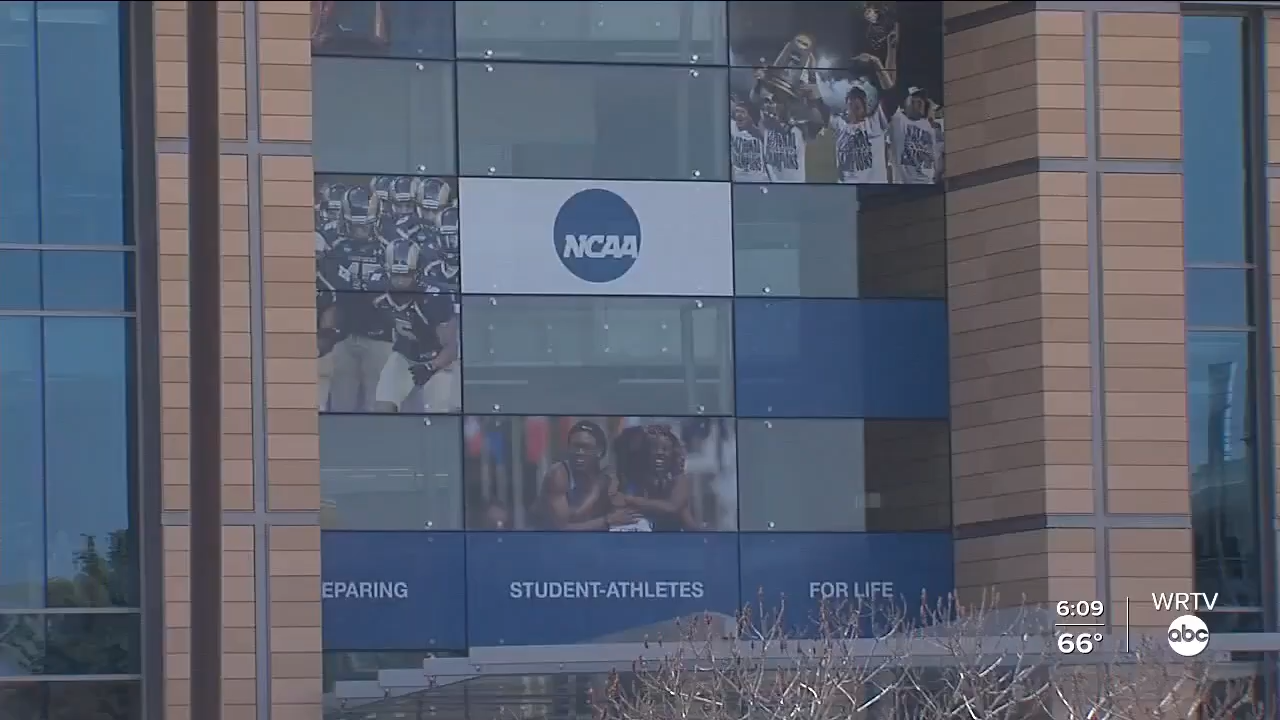 NCAA
EPARING STUDENT-ATHLETES FOR LIFE
6:09
66°
WRTV
abc